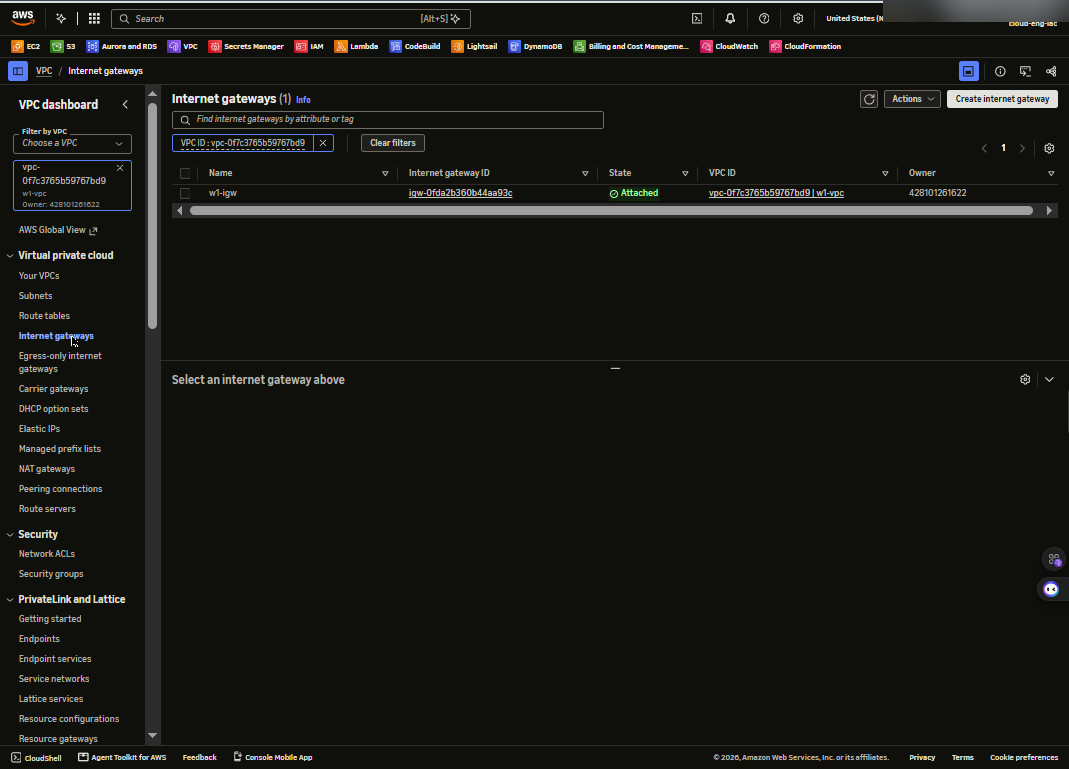 aws
Search
[Alt+S]
United States (N
cloud-eng-lac
EC2 S3 Aurora and RDS VPC Secrets Manager IAM Lambda CodeBuild Lightsail DynamoDB Billing and Cost Manageme... CloudWatch CloudFormation
VPC / Internet gateways
VPC dashboard
Filter by VPC
Choose a VPC
vpc-
0f7c3765b59767bd9
w1-vpc
Owner: 428101261622
AWS Global View
Virtual private cloud
Your VPCs
Subnets
Route tables
Internet gateways
Egress-only internet
gateways
Carrier gateways
DHCP option sets
Elastic IPs
Managed prefix lists
NAT gateways
Peering connections
Route servers
Security
Network ACLs
Security groups
PrivateLink and Lattice
Getting started
Endpoints
Endpoint services
Service networks
Lattice services
Resource configurations
Resource gateways
Internet gateways (1) Info
Actions
Create internet gateway
Find internet gateways by attribute or tag
VPC ID : vpc-0f7c3765b59767bd9
Clear filters
1
Name Internet gateway ID State VPC ID Owner
w1-igw igw-0fda2b360b44aa93c Attached vpc-0f7c3765b59767bd9 | w1-vpc 428101261622
Select an internet gateway above
CloudShell Agent Toolkit for AWS Feedback Console Mobile App © 2026, Amazon Web Services, Inc. or its affiliates. Privacy Terms Cookie preferences